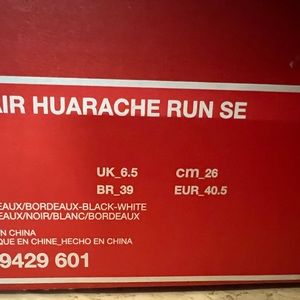 AIR HUARACHE RUN SE
UK_6.5 cm_26
BR_39 EUR_40.5
EAUX/BORDEAUX-BLACK-WHITE
EAUX/NOIR/BLANC/BORDEAUX
N CHINA
QUE EN CHINE_HECHO EN CHINA
9429 601